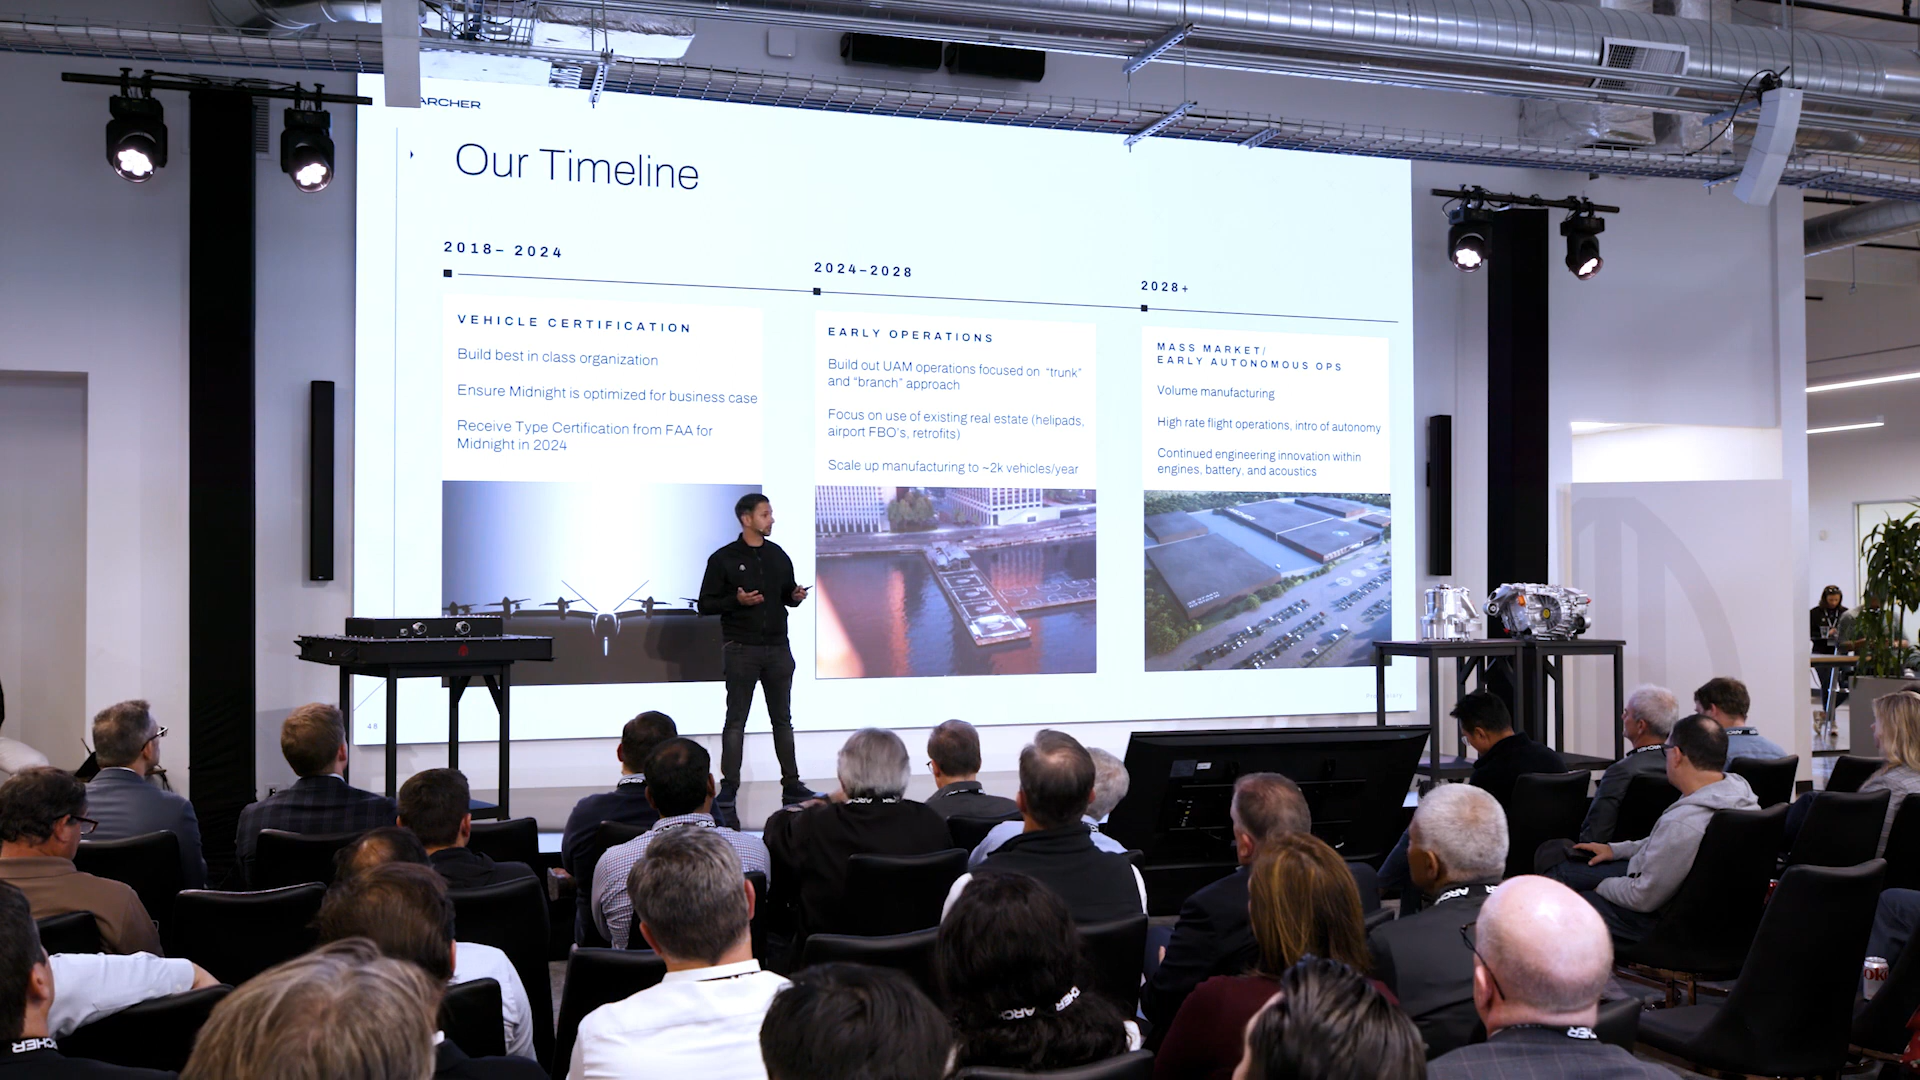 ARCHER
Our Timeline
2018– 2024
2024–2028
2028+
VEHICLE CERTIFICATION
Build best in class organization
Ensure Midnight is optimized for business case
Receive Type Certification from FAA for
Midnight in 2024
EARLY OPERATIONS
Build out UAM operations focused on “trunk”
and “branch” approach
Focus on use of existing real estate (helipads,
airport FBO’s, retrofits)
Scale up manufacturing to ~2k vehicles/year
MASS MARKET/
EARLY AUTONOMOUS OPS
Volume manufacturing
High rate flight operations, intro of autonomy
Continued engineering innovation within
engines, battery, and acoustics
48
ARCHER
ARCHER